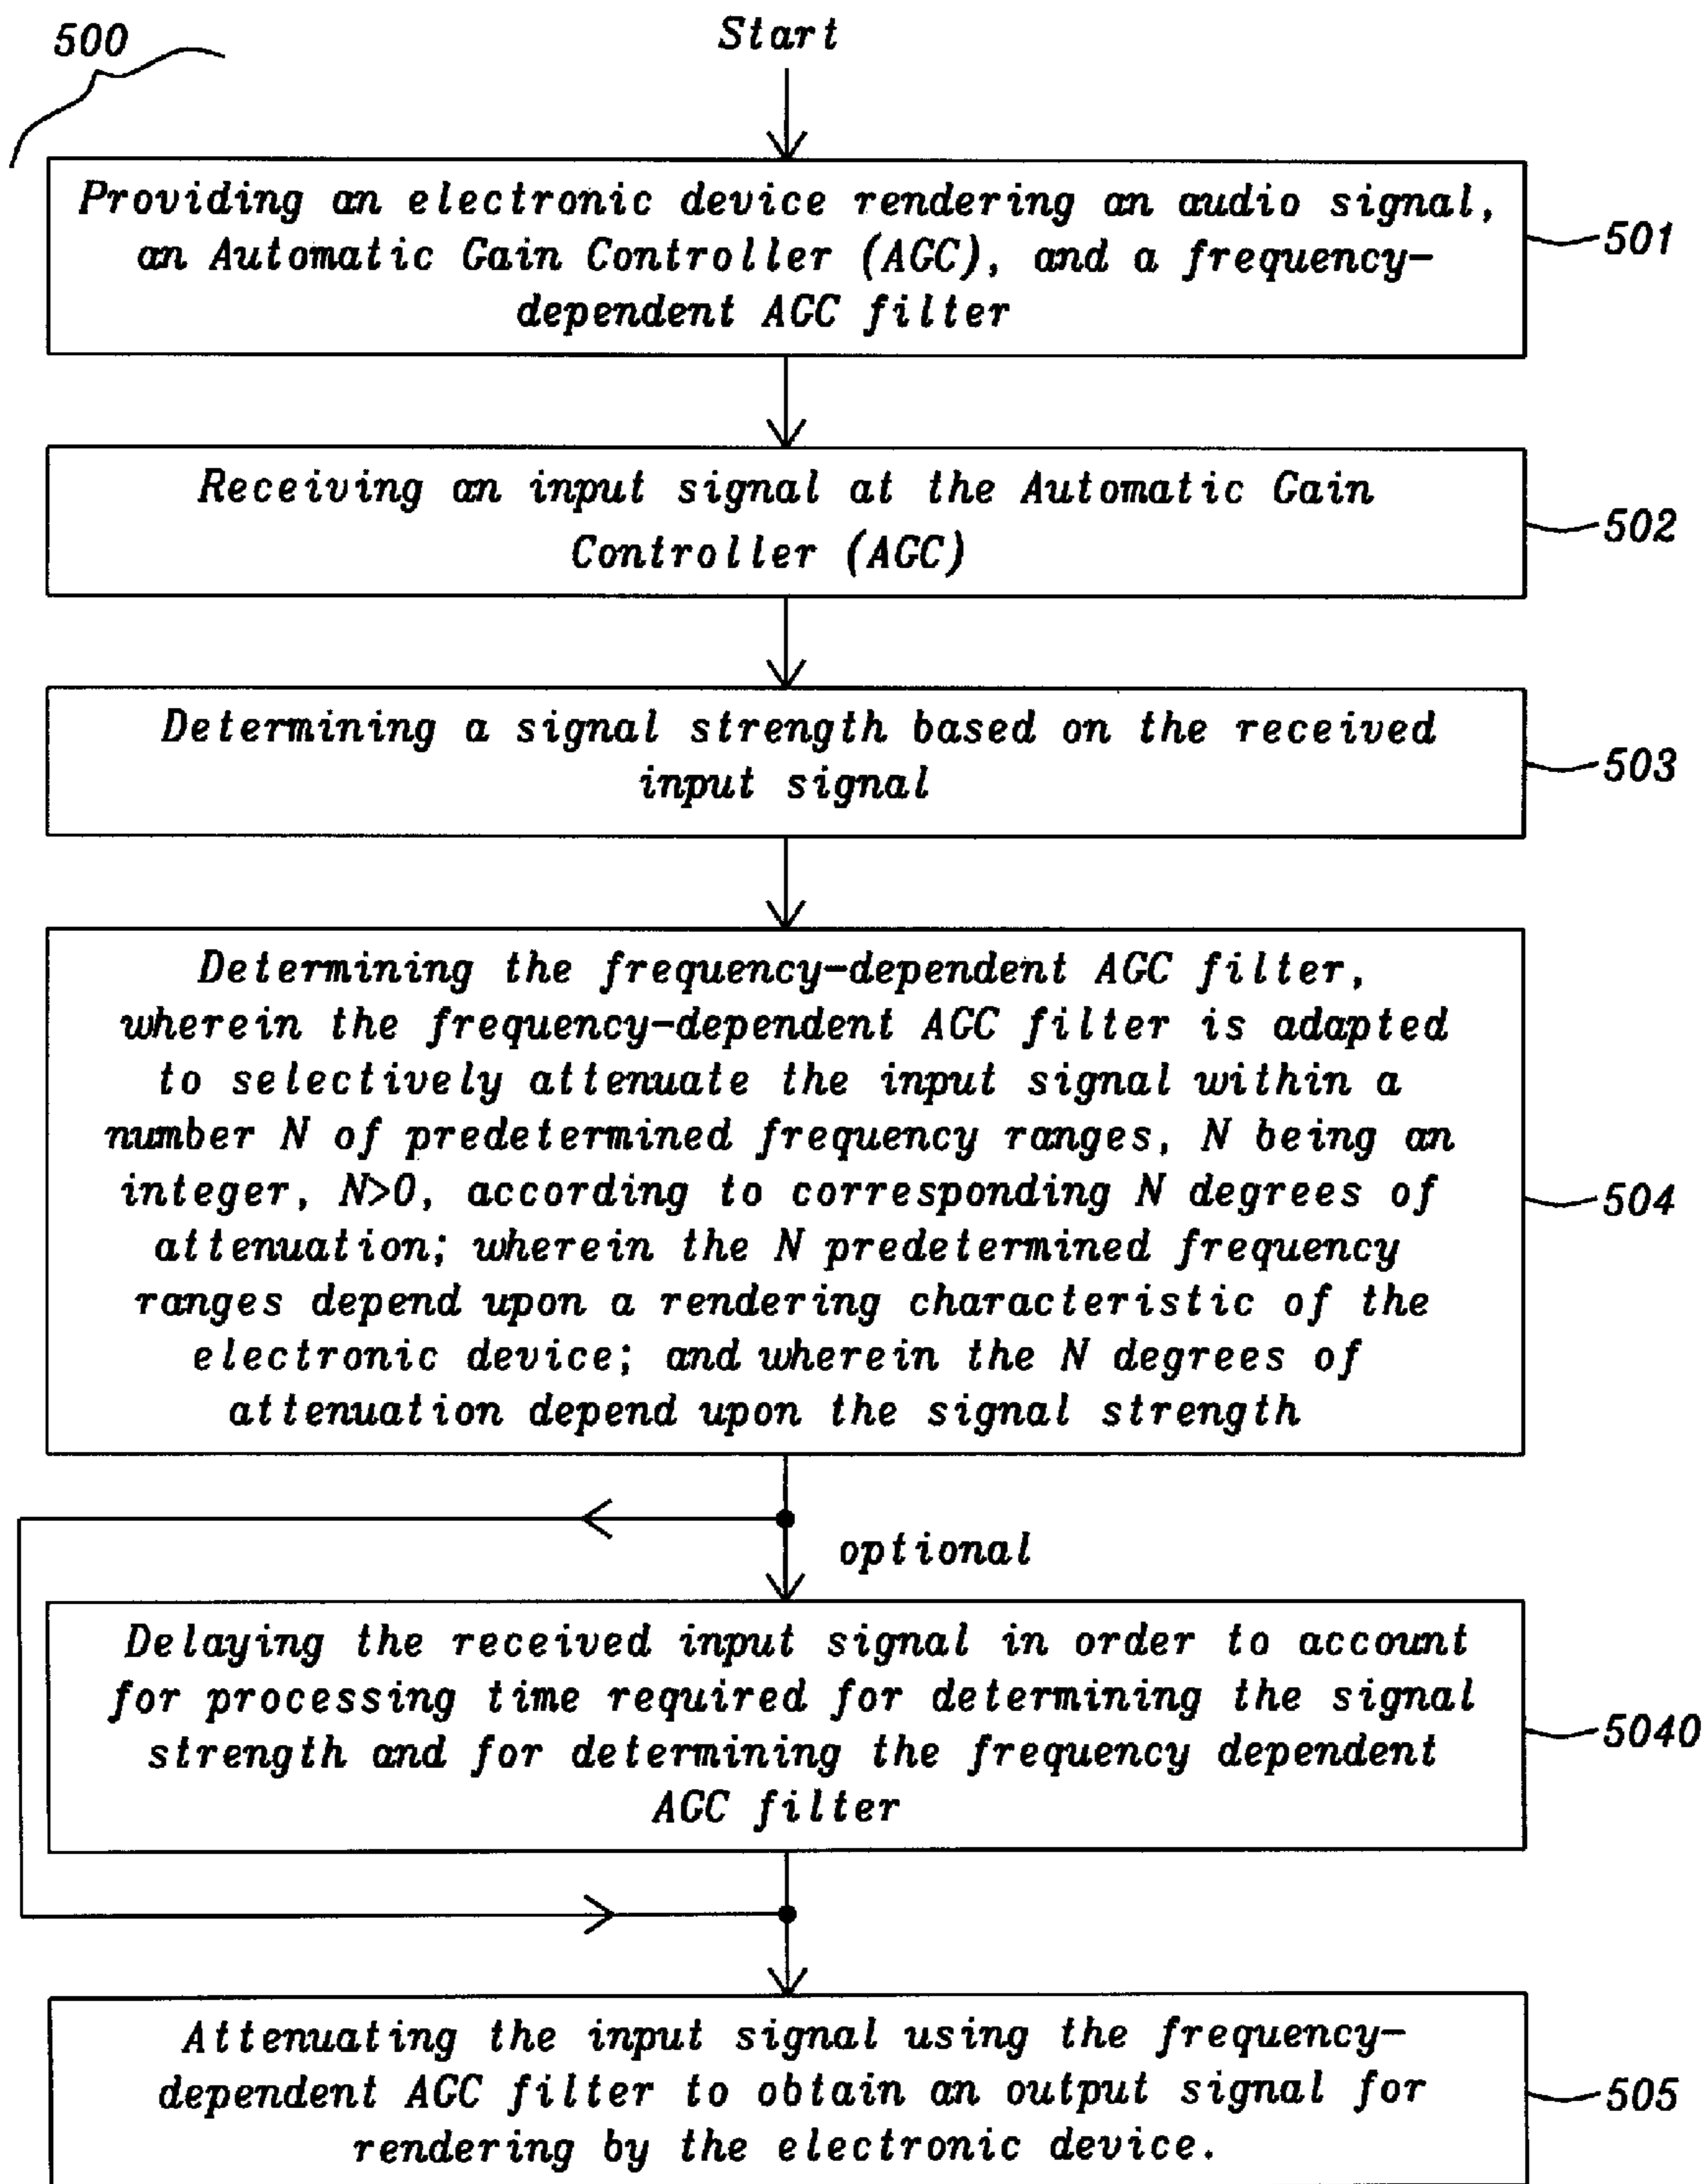 500
Start
Providing an electronic device rendering an audio signal,
an Automatic Gain Controller (AGC), and a frequency-
dependent AGC filter
501
Receiving an input signal at the Automatic Gain
Controller (AGC)
502
Determining a signal strength based on the received
input signal
503
Determining the frequency-dependent AGC filter,
wherein the frequency-dependent AGC filter is adapted
to selectively attenuate the input signal within a
number N of predetermined frequency ranges, N being an
integer, N>0, according to corresponding N degrees of
attenuation; wherein the N predetermined frequency
ranges depend upon a rendering characteristic of the
electronic device; and wherein the N degrees of
attenuation depend upon the signal strength
504
optional
Delaying the received input signal in order to account
for processing time required for determining the signal
strength and for determining the frequency dependent
AGC filter
5040
Attenuating the input signal using the frequency-
dependent AGC filter to obtain an output signal for
rendering by the electronic device.
505